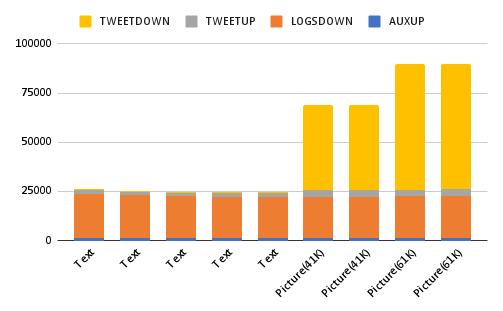 TWEETDOWN TWEETUP LOGSDOWN AUXUP
100000
75000
50000
25000
0
Text Text Text Text Text Picture(41k) Picture(41k) Picture(61k) Picture(61k)